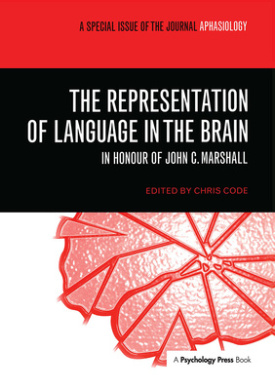 A SPECIAL ISSUE OF THE JOURNAL APHASIOLOGY
THE REPRESENTATION
OF LANGUAGE IN THE BRAIN
IN HONOUR OF JOHN C. MARSHALL
EDITED BY CHRIS CODE
A Psychology Press Book